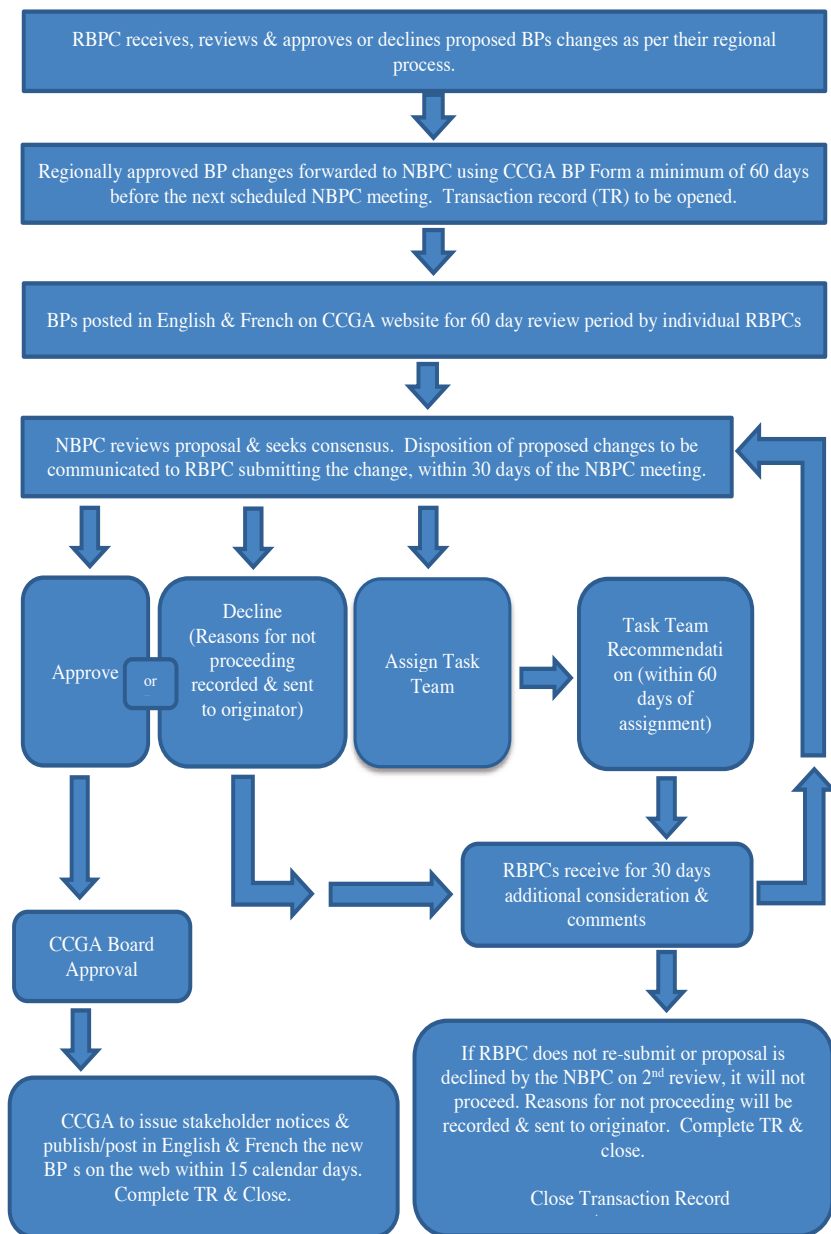 RBPC receives, reviews & approves or declines proposed BPs changes as per their regional
process.
Regionally approved BP changes forwarded to NBPC using CCGA BP Form a minimum of 60 days
before the next scheduled NBPC meeting.  Transaction record (TR) to be opened.
BPs posted in English & French on CCGA website for 60 day review period by individual RBPCs
NBPC reviews proposal & seeks consensus.  Disposition of proposed changes to be
communicated to RBPC submitting the change, within 30 days of the NBPC meeting.
Approve
or
Decline
(Reasons for not
proceeding
recorded & sent
to originator)
Assign Task
Team
Task Team
Recommendati
on (within 60
days of
assignment)
RBPCs receive for 30 days
additional consideration &
comments
CCGA Board
Approval
CCGA to issue stakeholder notices &
publish/post in English & French the new
BP s on the web within 15 calendar days.
Complete TR & Close.
If RBPC does not re-submit or proposal is
declined by the NBPC on 2nd review, it will not
proceed. Reasons for not proceeding will be
recorded & sent to originator.  Complete TR &
close.
Close Transaction Record